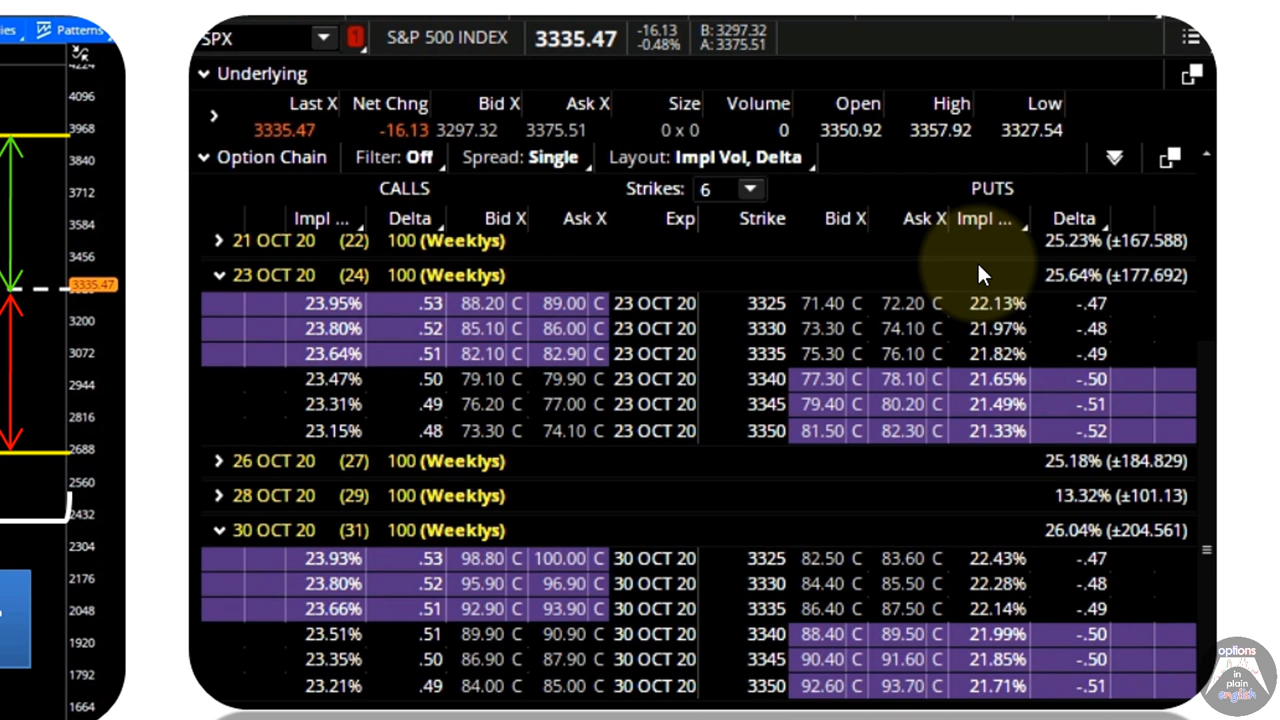 ies Patterns
4224
4096
3968
3840
3712
3584
3456
3335.47
3200
3072
2944
2816
2688
2560
2432
2304
2176
2048
1920
1792
1664
SPX 1 S&P 500 INDEX 3335.47 -16.13 -0.48% B: 3297.32 A: 3375.51
Underlying
Last X Net Chng Bid X Ask X Size Volume Open High Low
3335.47 -16.13 3297.32 3375.51 0 x 0 0 3350.92 3357.92 3327.54
Option Chain Filter: Off Spread: Single Layout: Impl Vol, Delta
CALLS Strikes: 6 PUTS
Impl ... Delta Bid X Ask X Exp Strike Bid X Ask X Impl ... Delta
21 OCT 20 (22) 100 (Weeklys) 25.23% (±167.588)
23 OCT 20 (24) 100 (Weeklys) 25.64% (±177.692)
23.95% .53 88.20 C 89.00 C 23 OCT 20 3325 71.40 C 72.20 C 22.13% -.47
23.80% .52 85.10 C 86.00 C 23 OCT 20 3330 73.30 C 74.10 C 21.97% -.48
23.64% .51 82.10 C 82.90 C 23 OCT 20 3335 75.30 C 76.10 C 21.82% -.49
23.47% .50 79.10 C 79.90 C 23 OCT 20 3340 77.30 C 78.10 C 21.65% -.50
23.31% .49 76.20 C 77.00 C 23 OCT 20 3345 79.40 C 80.20 C 21.49% -.51
23.15% .48 73.30 C 74.10 C 23 OCT 20 3350 81.50 C 82.30 C 21.33% -.52
26 OCT 20 (27) 100 (Weeklys) 25.18% (±184.829)
28 OCT 20 (29) 100 (Weeklys) 13.32% (±101.13)
30 OCT 20 (31) 100 (Weeklys) 26.04% (±204.561)
23.93% .53 98.80 C 100.00 C 30 OCT 20 3325 82.50 C 83.60 C 22.43% -.47
23.80% .52 95.90 C 96.90 C 30 OCT 20 3330 84.40 C 85.50 C 22.28% -.48
23.66% .51 92.90 C 93.90 C 30 OCT 20 3335 86.40 C 87.50 C 22.14% -.49
23.51% .51 89.90 C 90.90 C 30 OCT 20 3340 88.40 C 89.50 C 21.99% -.50
23.35% .50 86.90 C 87.90 C 30 OCT 20 3345 90.40 C 91.60 C 21.85% -.50
23.21% .49 84.00 C 85.00 C 30 OCT 20 3350 92.60 C 93.70 C 21.71% -.51
options
in
plain
english